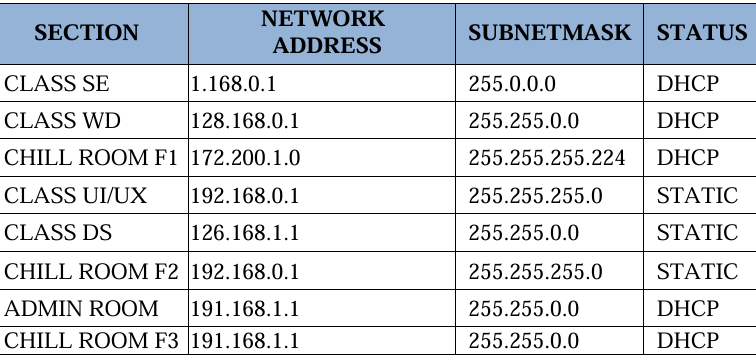 SECTION NETWORK ADDRESS SUBNETMASK STATUS
CLASS SE 1.168.0.1 255.0.0.0 DHCP
CLASS WD 128.168.0.1 255.255.0.0 DHCP
CHILL ROOM F1 172.200.1.0 255.255.255.224 DHCP
CLASS UI/UX 192.168.0.1 255.255.255.0 STATIC
CLASS DS 126.168.1.1 255.255.0.0 STATIC
CHILL ROOM F2 192.168.0.1 255.255.255.0 STATIC
ADMIN ROOM 191.168.1.1 255.255.0.0 DHCP
CHILL ROOM F3 191.168.1.1 255.255.0.0 DHCP